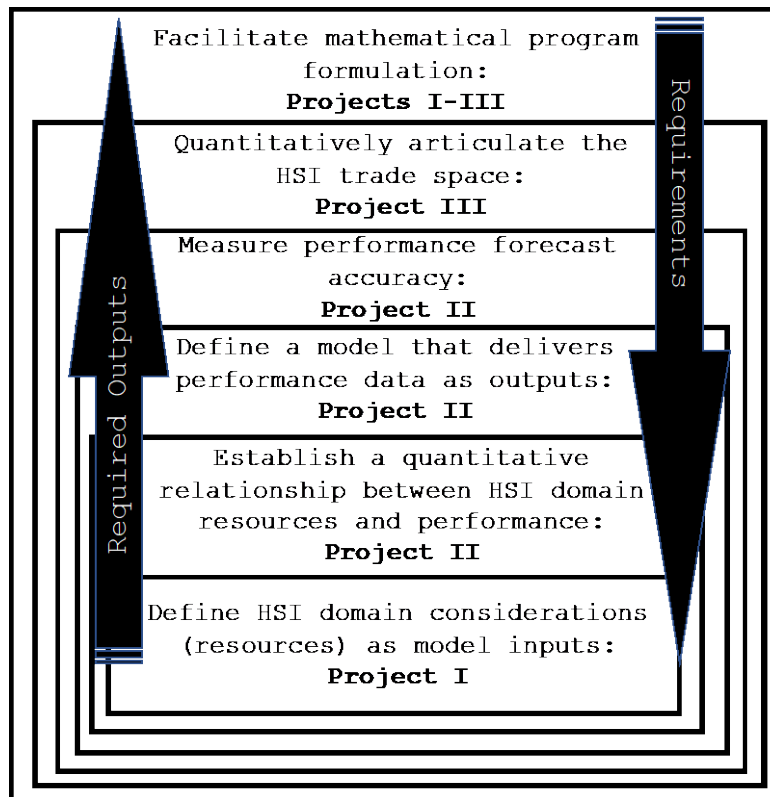 Facilitate mathematical program
formulation:
Projects I-III
Quantitatively articulate the
HSI trade space:
Project III
Measure performance forecast
accuracy:
Project II
Define a model that delivers
performance data as outputs:
Project II
Establish a quantitative
relationship between HSI domain
resources and performance:
Project II
Define HSI domain considerations
(resources) as model inputs:
Project I
Required Outputs
Requirements